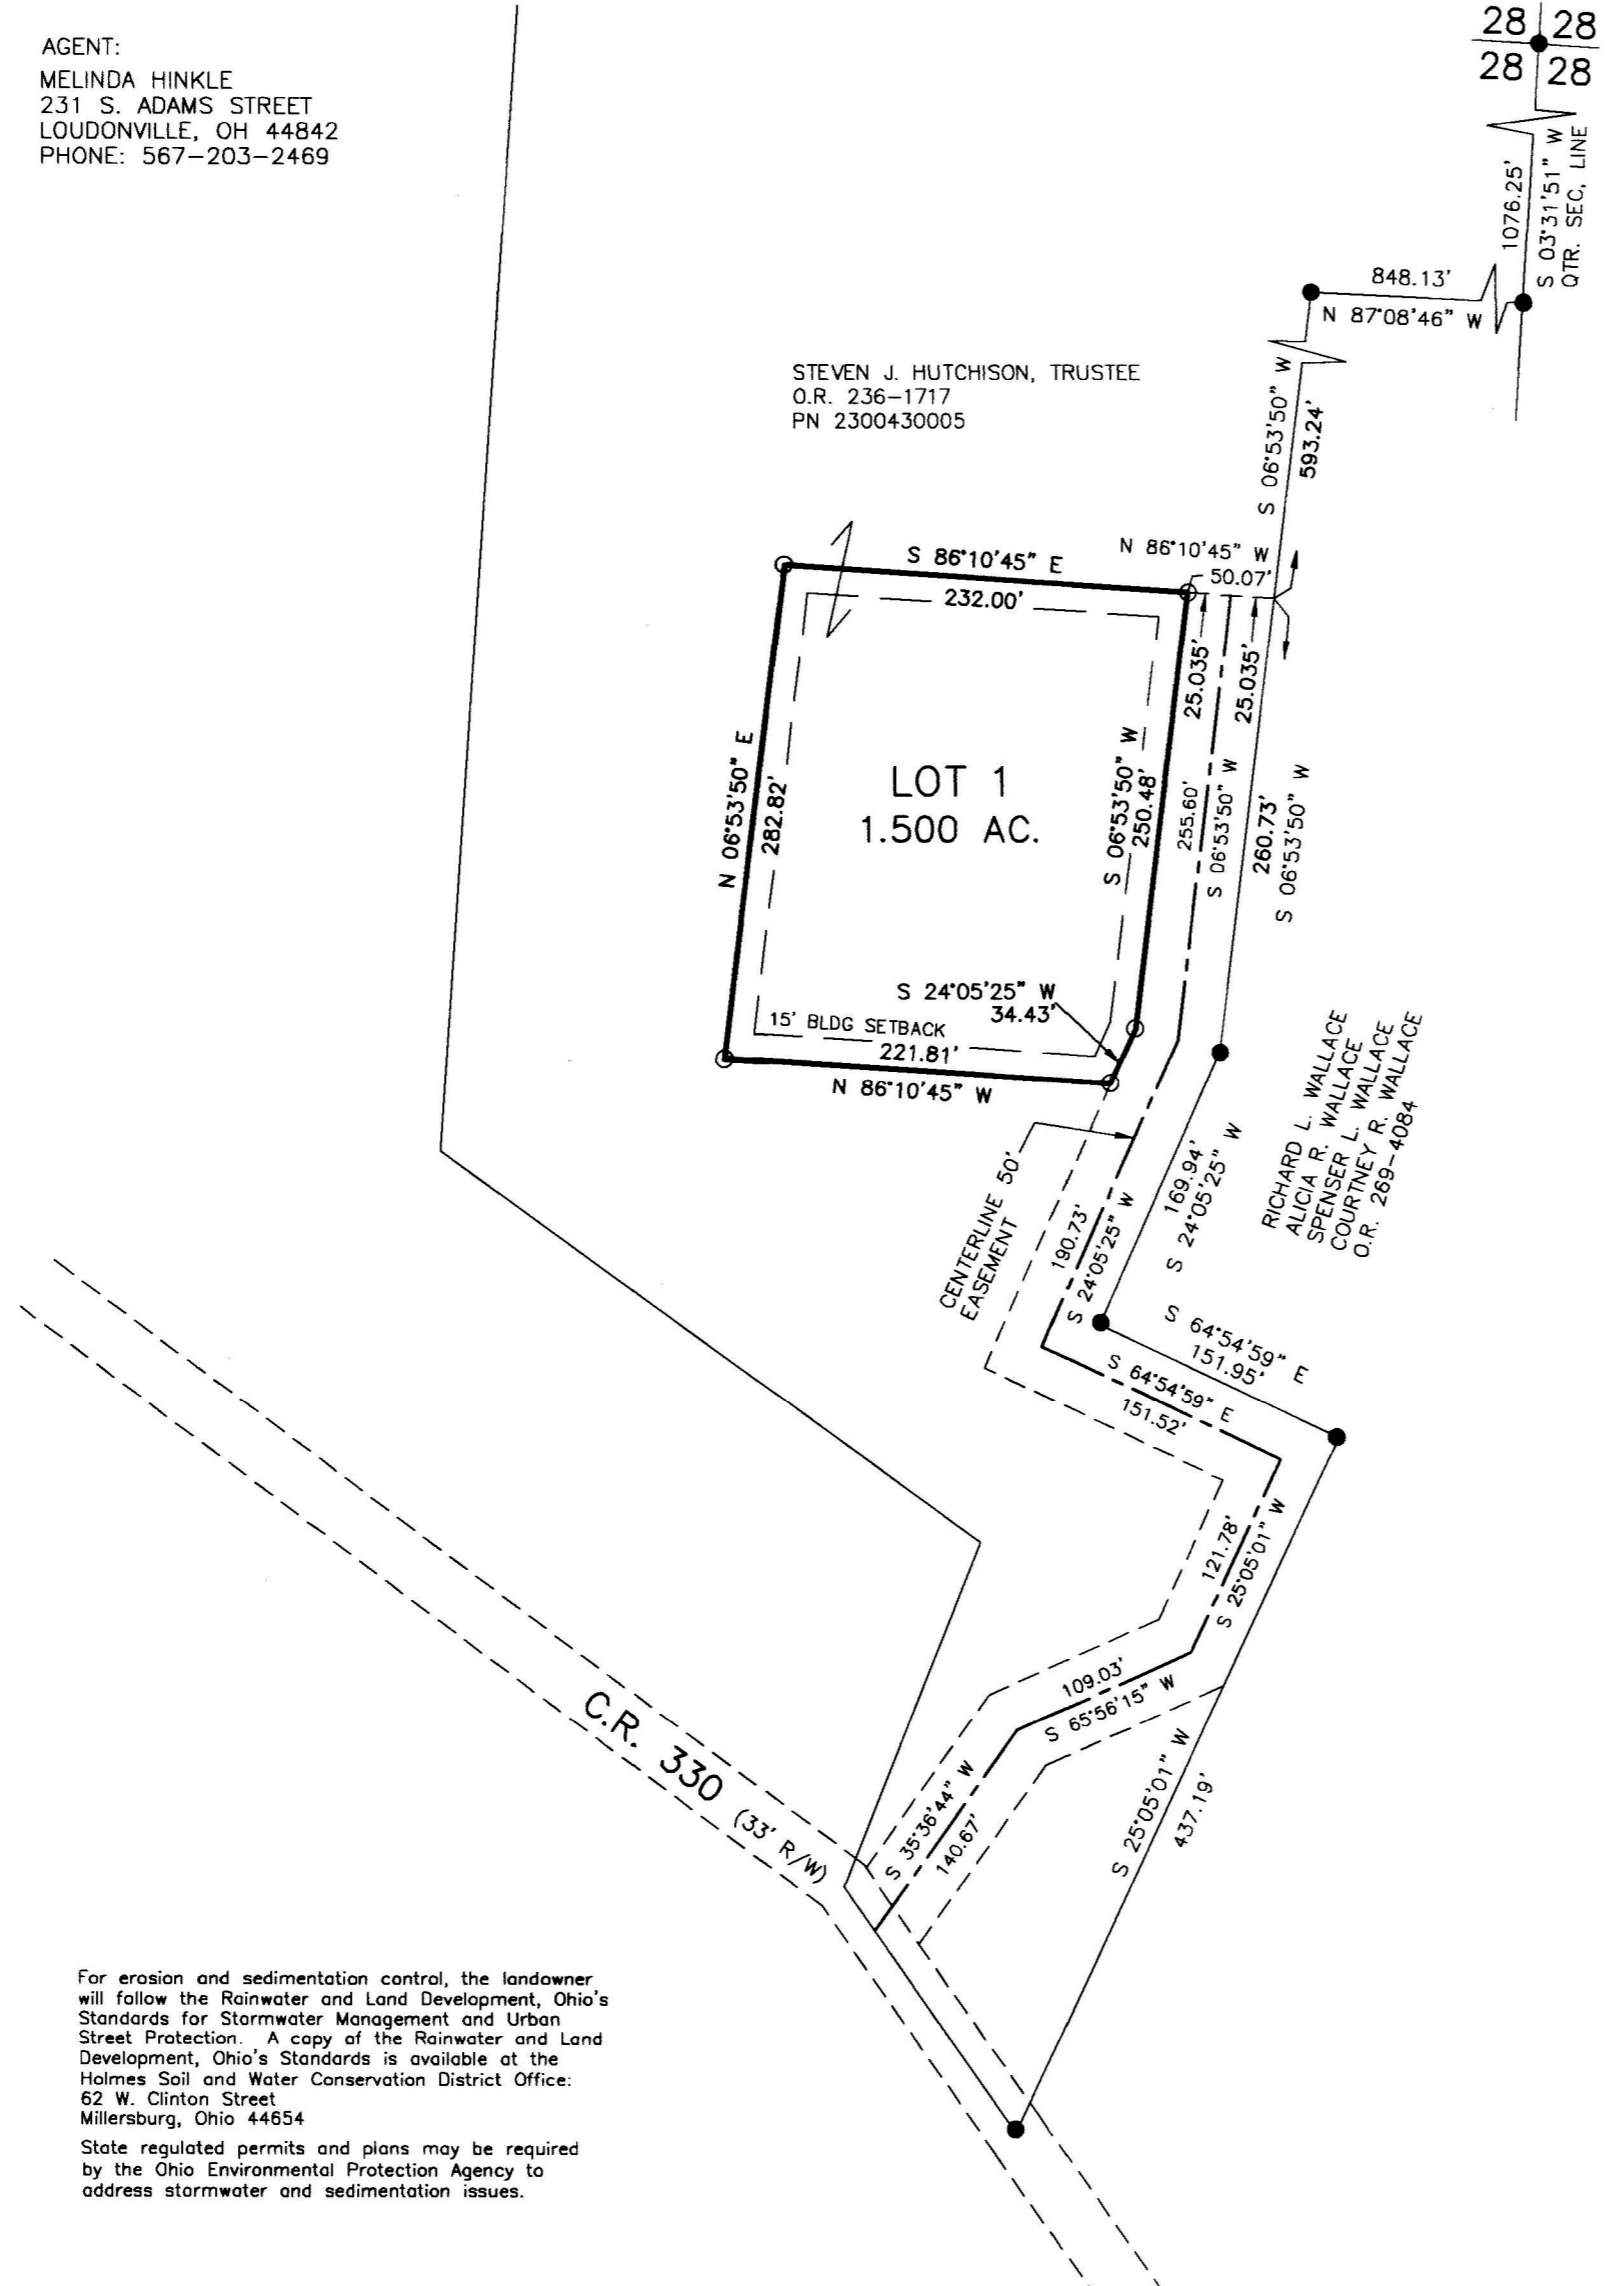 AGENT:
MELINDA HINKLE
231 S. ADAMS STREET
LOUDONVILLE, OH 44842
PHONE: 567-203-2469
28 28
28 28
1076.25'
S 03°31'51" W
QTR. SEC, LINE
848.13'
N 87°08'46" W
STEVEN J. HUTCHISON, TRUSTEE
O.R. 236-1717
PN 2300430005
S 06°53'50" W
593.24'
S 86°10'45" E
232.00'
N 86°10'45" W
50.07'
25.035'
25.035'
N 06°53'50" E
282.82'
LOT 1
1.500 AC.
S 06°53'50" W
250.48'
255.60'
S 06°53'50" W
260.73'
S 06°53'50" W
S 24°05'25" W
34.43'
15' BLDG SETBACK
221.81'
N 86°10'45" W
CENTERLINE 50'
EASEMENT
190.73'
S 24°05'25" W
169.94'
S 24°05'25" W
RICHARD L. WALLACE
ALICIA R. WALLACE
SPENSER L. WALLACE
COURTNEY R. WALLACE
O.R. 269-4084
S 64°54'59" E
151.95'
S 64°54'59" E
151.52'
121.78'
S 25°05'01" W
109.03'
S 65°56'15" W
S 35°36'44" W
140.67'
S 25°05'01" W
437.19'
C.R. 330 (33' R/W)
For erosion and sedimentation control, the landowner
will follow the Rainwater and Land Development, Ohio's
Standards for Stormwater Management and Urban
Street Protection. A copy of the Rainwater and Land
Development, Ohio's Standards is available at the
Holmes Soil and Water Conservation District Office:
62 W. Clinton Street
Millersburg, Ohio 44654
State regulated permits and plans may be required
by the Ohio Environmental Protection Agency to
address stormwater and sedimentation issues.